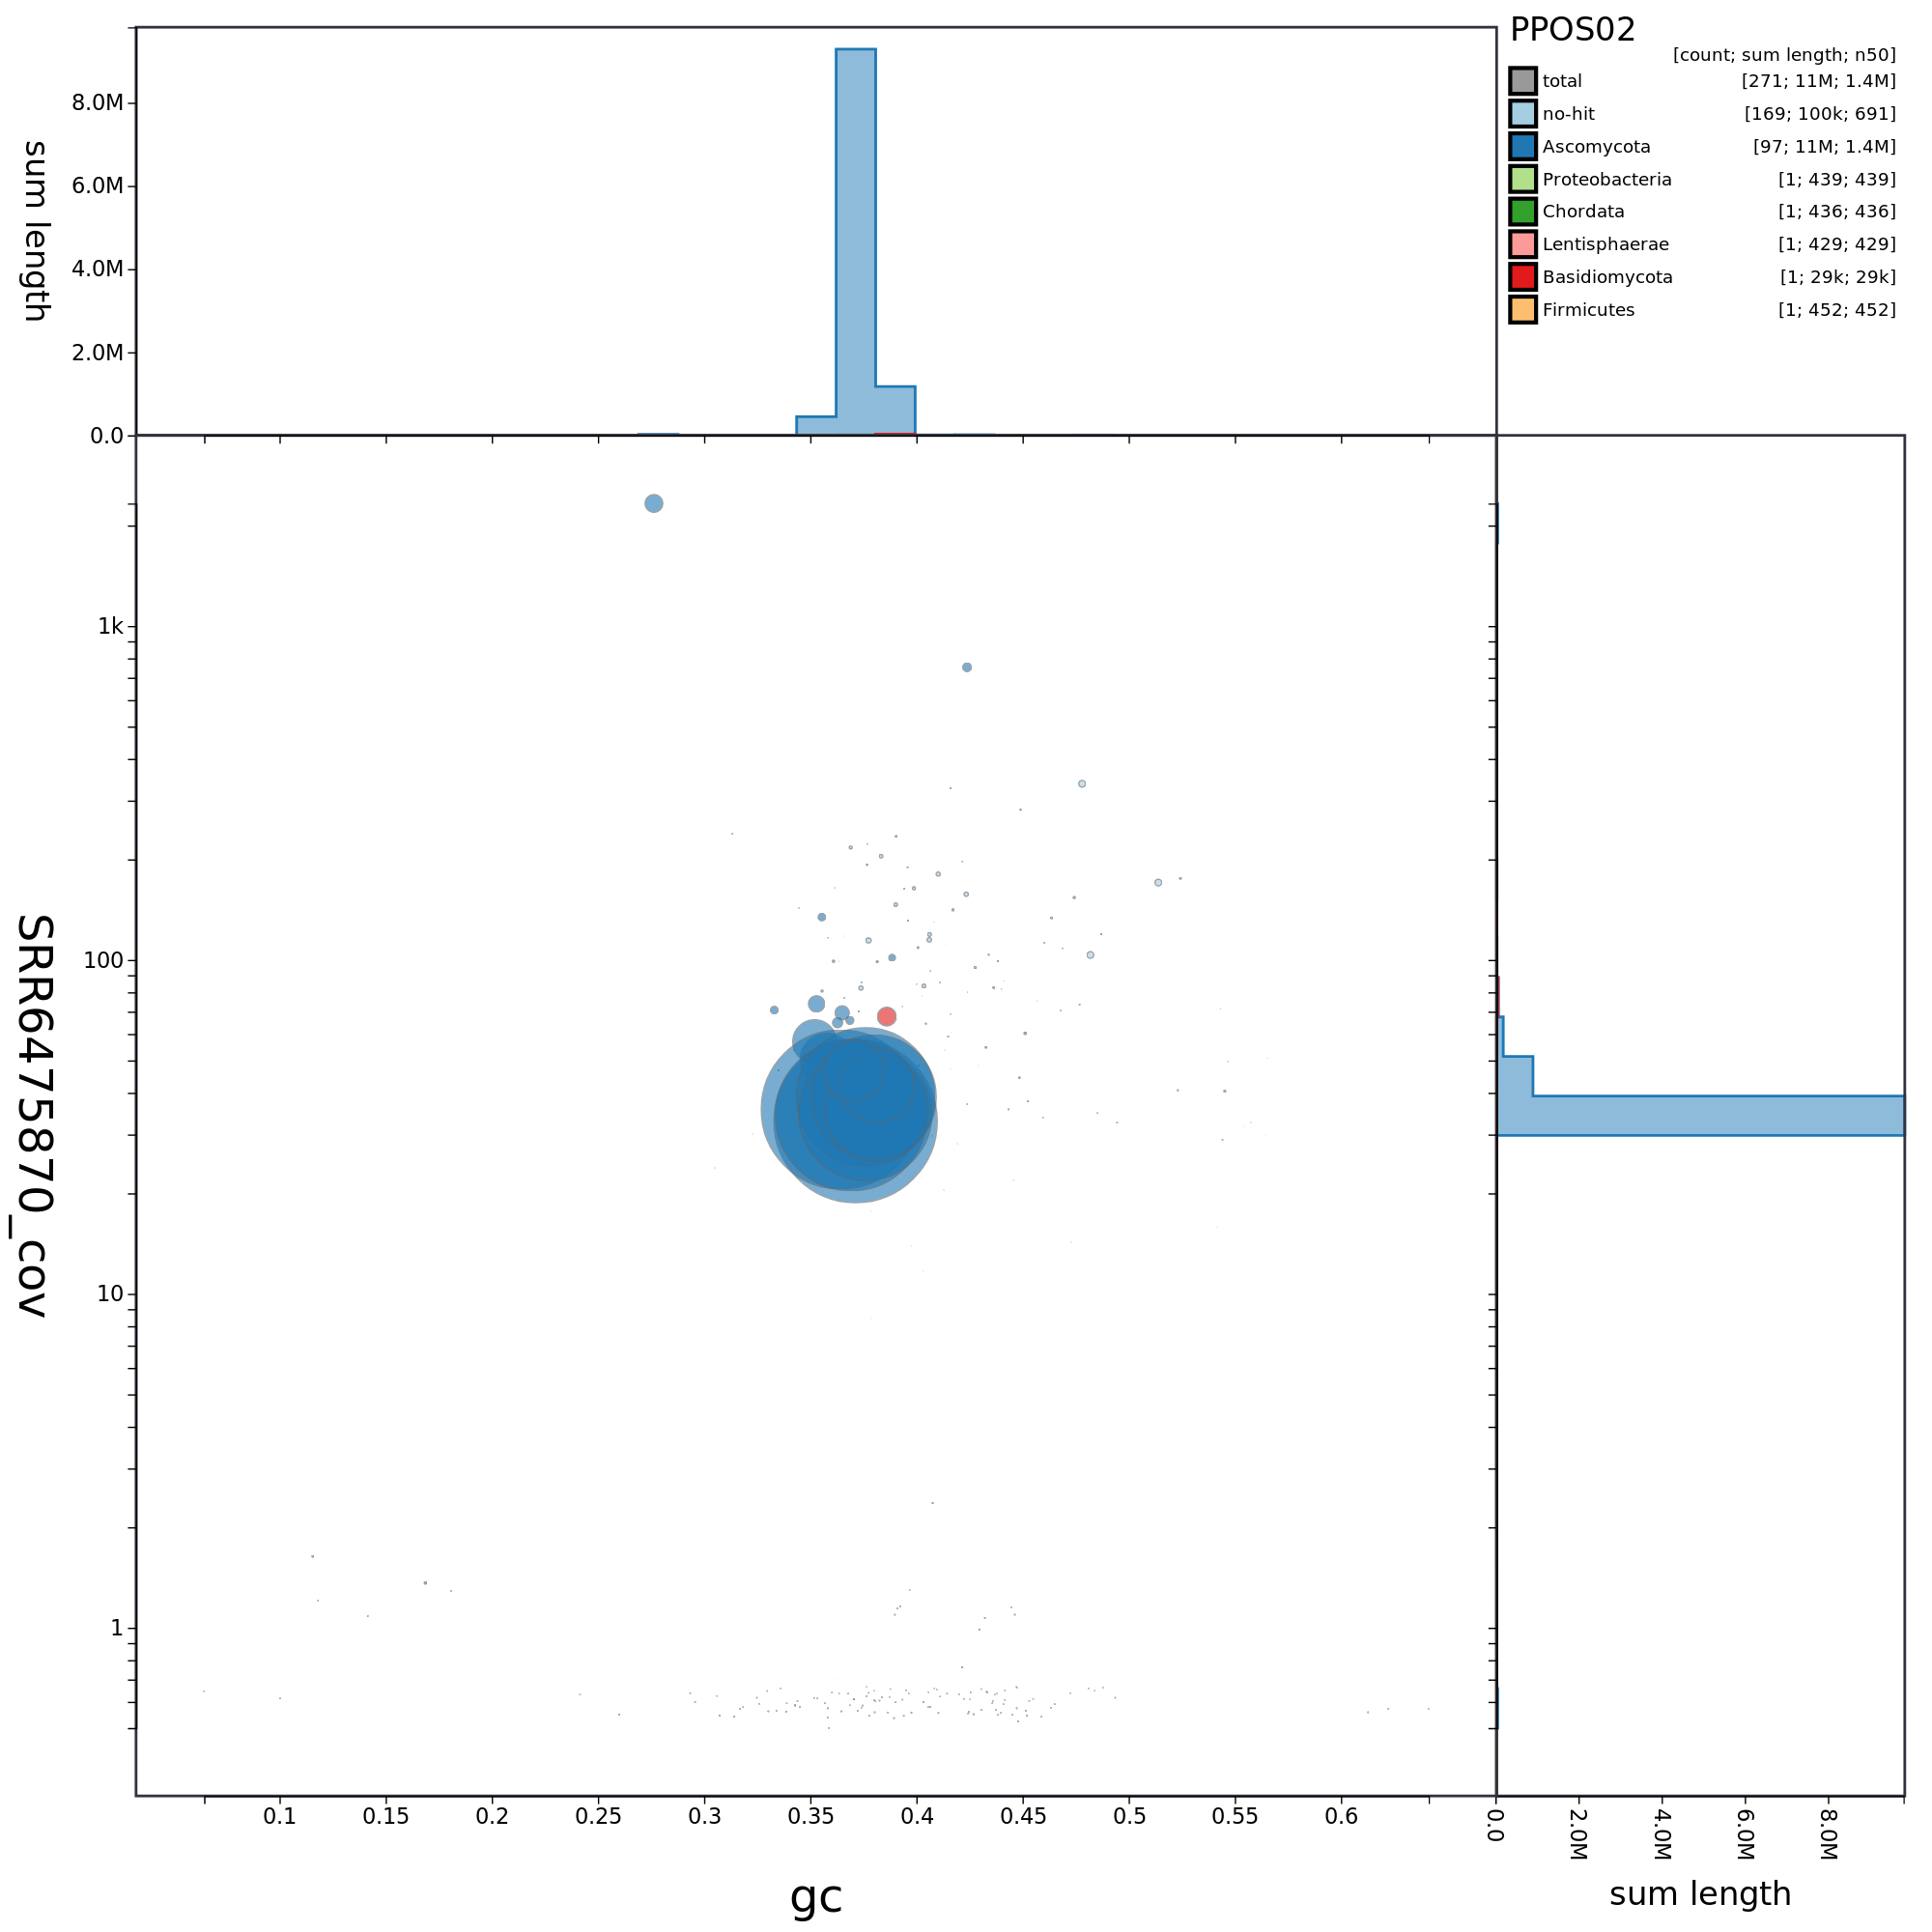 PPOS02
[count; sum length; n50]
total [271; 11M; 1.4M]
no-hit [169; 100k; 691]
Ascomycota [97; 11M; 1.4M]
Proteobacteria [1; 439; 439]
Chordata [1; 436; 436]
Lentisphaerae [1; 429; 429]
Basidiomycota [1; 29k; 29k]
Firmicutes [1; 452; 452]
sum length
8.0M
6.0M
4.0M
2.0M
0.0
SRR6475870_cov
1k
100
10
1
0.1 0.15 0.2 0.25 0.3 0.35 0.4 0.45 0.5 0.55 0.6
gc
0.0 2.0M 4.0M 6.0M 8.0M
sum length